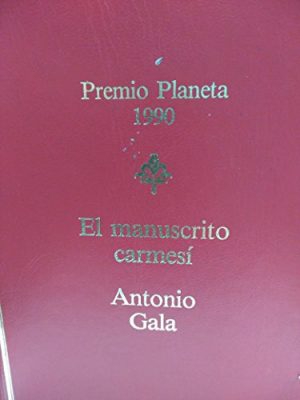 Premio Planeta
1990
El manuscrito
carmesí
Antonio
Gala